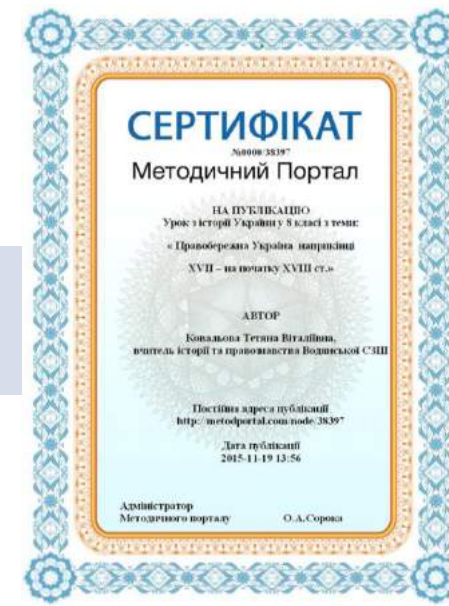 СЕРТИФІКАТ
№0000/38397
Методичний Портал
НА ПУБЛІКАЦІЮ
Урок з історії України у 8 класі з теми:
« Правобережна Україна наприкінці
XVII – на початку XVIII ст.»
АВТОР
Ковальова Тетяна Віталіївна,
вчитель історії та правознавства Водянської СЗШ
Постійна адреса публікації
http://metodportal.com/node/38397
Дата публікації
2015-11-19 13:56
Адміністратор
Методичного порталу О.А.Сорока